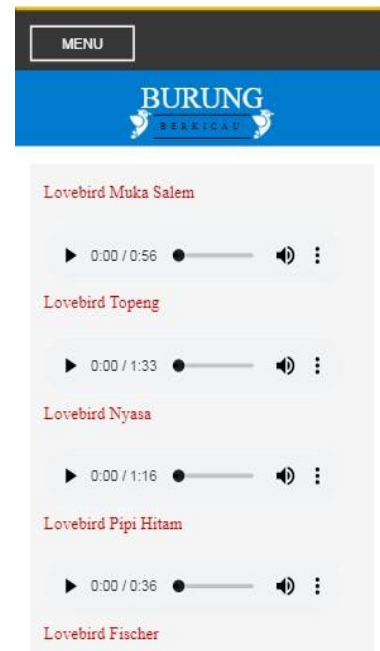 MENU
BURUNG
BERKICAU
Lovebird Muka Salem
0:00 / 0:56
Lovebird Topeng
0:00 / 1:33
Lovebird Nyasa
0:00 / 1:16
Lovebird Pipi Hitam
0:00 / 0:36
Lovebird Fischer